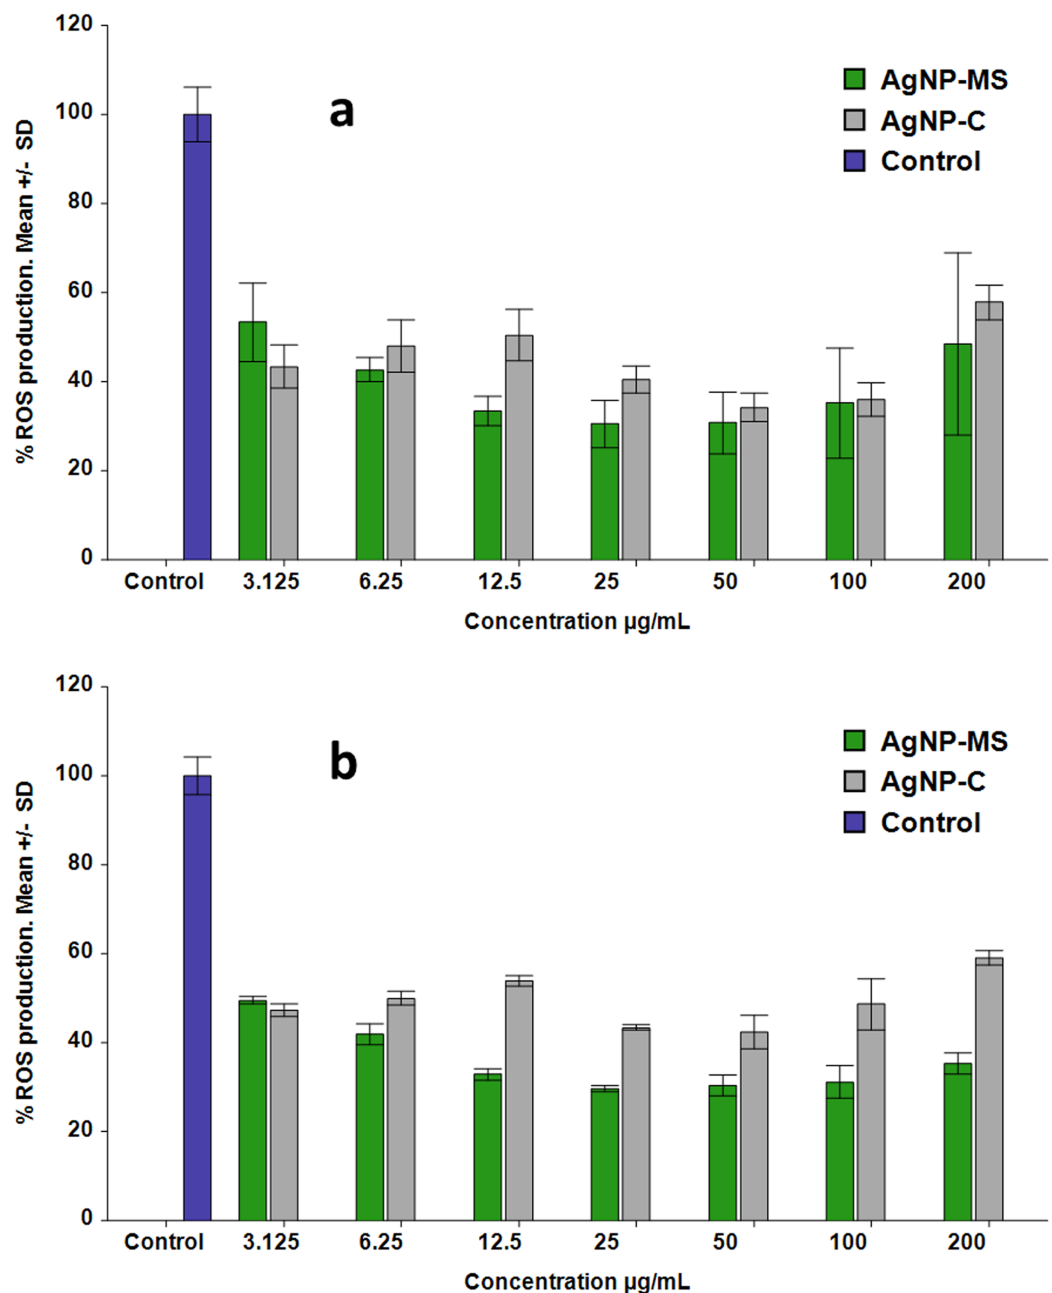 120
100
80
60
40
20
0
% ROS production. Mean +/- SD
a
AgNP-MS
AgNP-C
Control
Control 3.125 6.25 12.5 25 50 100 200
Concentration µg/mL
120
100
80
60
40
20
0
% ROS production. Mean +/- SD
b
AgNP-MS
AgNP-C
Control
Control 3.125 6.25 12.5 25 50 100 200
Concentration µg/mL